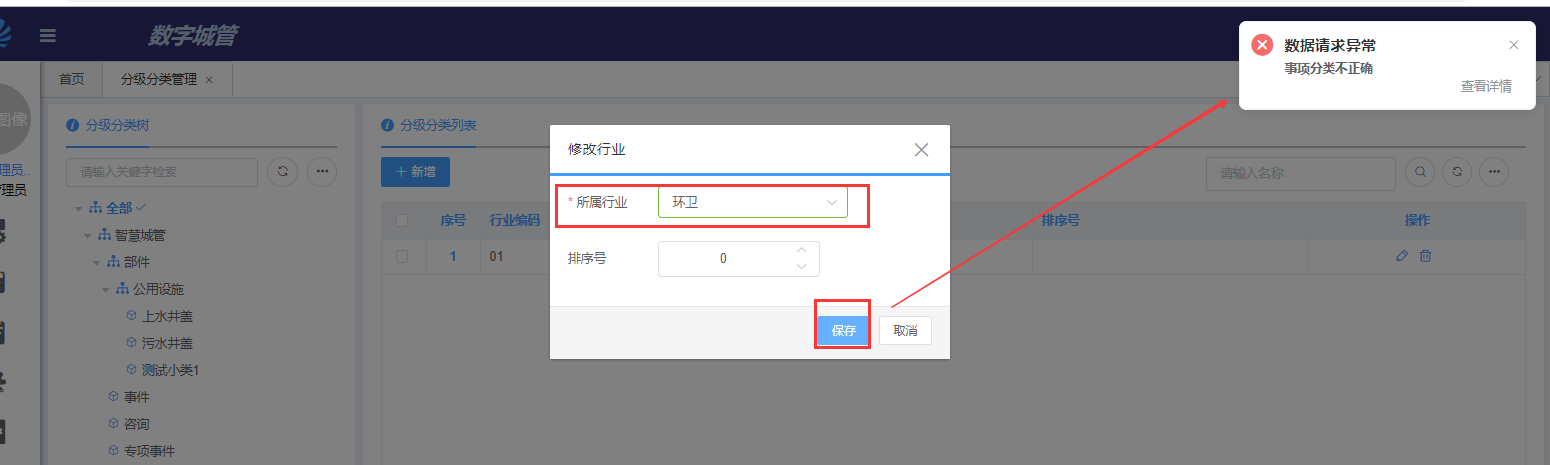 数字城管
数据请求异常
事项分类不正确
查看详情
首页
分级分类管理
图像
理员..
管理员
分级分类树
请输入关键字检索
全部
智慧城管
部件
公用设施
上水井盖
污水井盖
测试小类1
事件
咨询
专项事件
分级分类列表
新增
请输入名称
序号 行业编码 排序号 操作
1 01
修改行业
* 所属行业 环卫
排序号 0
保存 取消